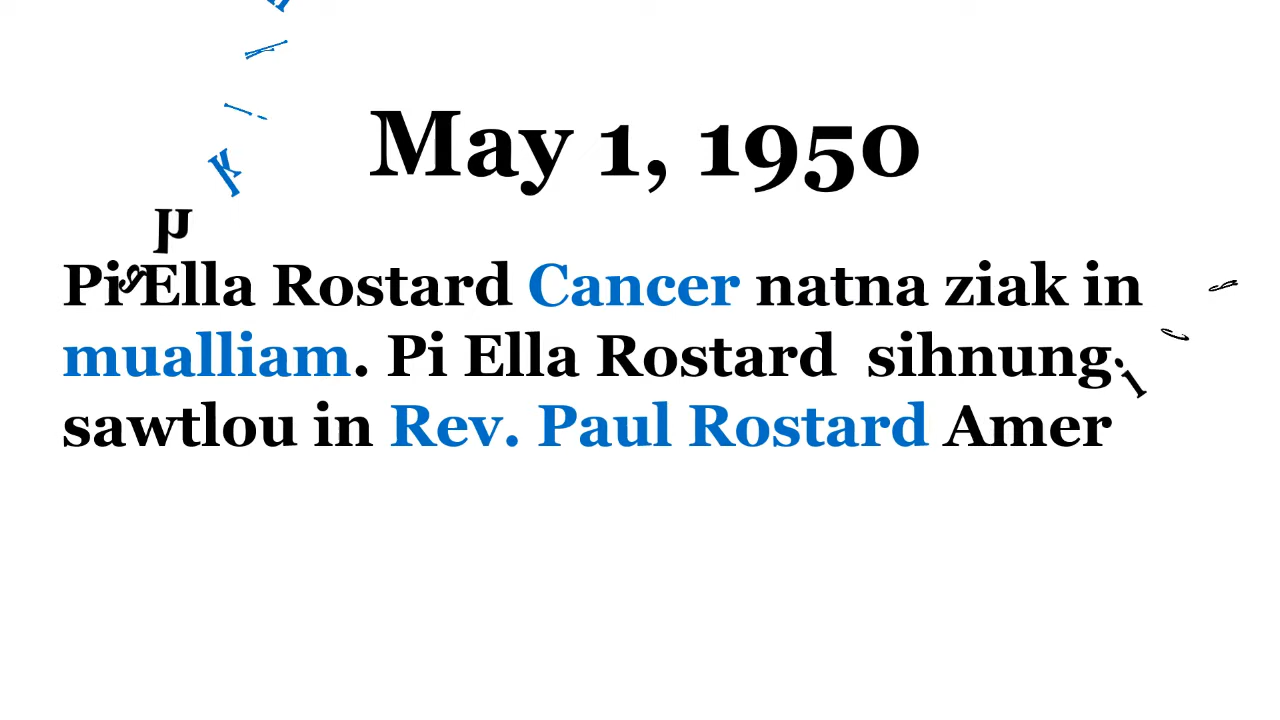 May 1, 1950
Pi Ella Rostard Cancer natna ziak in
mualliam. Pi Ella Rostard sihnung
sawtlou in Rev. Paul Rostard Amer